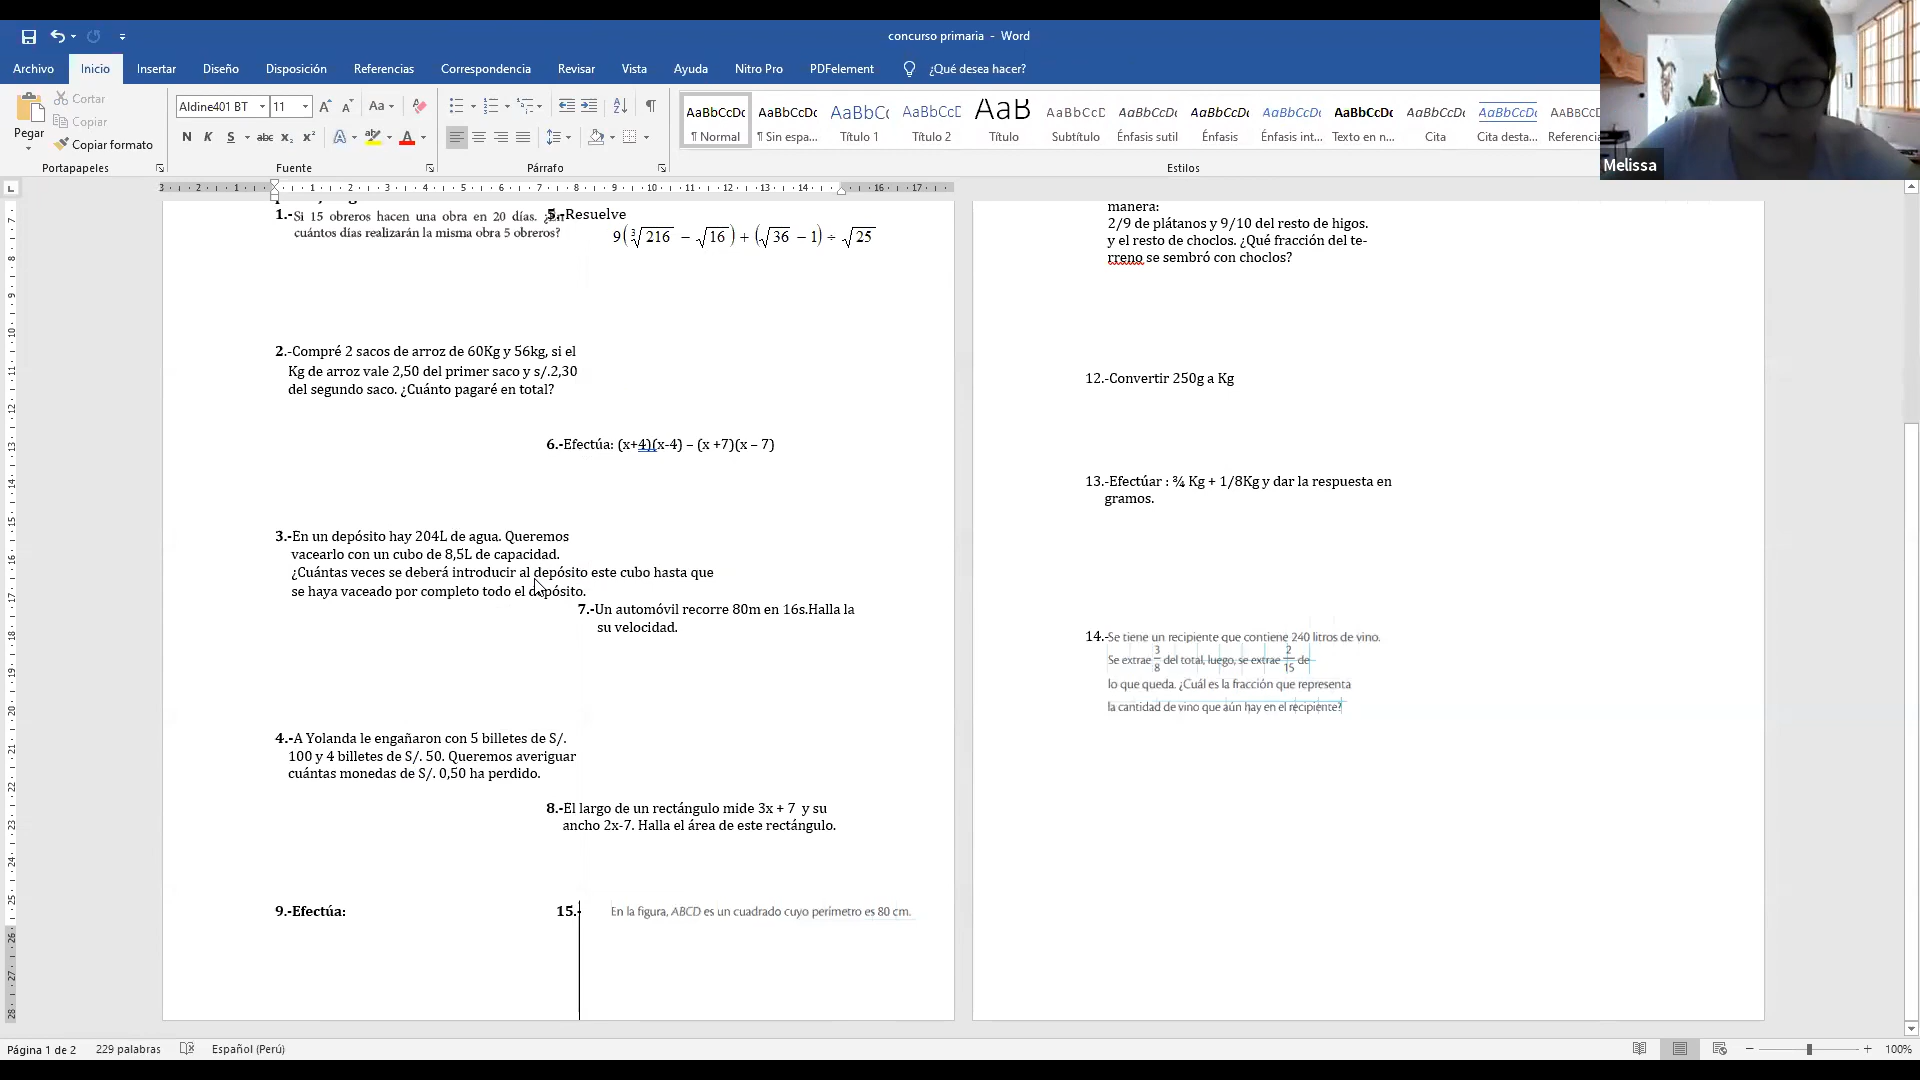 concurso primaria - Word
Archivo Inicio Insertar Diseño Disposición Referencias Correspondencia Revisar Vista Ayuda Nitro Pro PDFelement ¿Qué desea hacer?
Pegar
Cortar
Copiar
Copiar formato
Portapapeles
Aldine401 BT 11
Fuente
Párrafo
AaBbCcDc AaBbCcDc AaBbCc AaBbCcD AaB AaBbCcD AaBbCcDc AaBbCcDc AaBbCcDc AaBbCcDc AaBbCcDc AaBbCcDc AaBbCcDc
¶ Normal ¶ Sin espa... Título 1 Título 2 Título Subtítulo Énfasis sutil Énfasis Énfasis int... Texto en n... Cita Cita desta... Referencia
Estilos
Melissa
1.-Si 15 obreros hacen una obra en 20 días. ¿En
cuántos días realizarán la misma obra 5 obreros?
2.-Compré 2 sacos de arroz de 60Kg y 56kg, si el
Kg de arroz vale 2,50 del primer saco y s/.2,30
del segundo saco. ¿Cuánto pagaré en total?
3.-En un depósito hay 204L de agua. Queremos
vacearlo con un cubo de 8,5L de capacidad.
¿Cuántas veces se deberá introducir al depósito este cubo hasta que
se haya vaceado por completo todo el depósito.
4.-A Yolanda le engañaron con 5 billetes de S/.
100 y 4 billetes de S/. 50. Queremos averiguar
cuántas monedas de S/. 0,50 ha perdido.
5.-Resuelve
9(∛216 − √16) + (√36 − 1) ÷ √25
6.-Efectúa: (x+4)(x-4) – (x +7)(x – 7)
7.-Un automóvil recorre 80m en 16s.Halla la
su velocidad.
8.-El largo de un rectángulo mide 3x + 7 y su
ancho 2x-7. Halla el área de este rectángulo.
9.-Efectúa:
15.- En la figura, ABCD es un cuadrado cuyo perímetro es 80 cm.
manera:
2/9 de plátanos y 9/10 del resto de higos.
y el resto de choclos. ¿Qué fracción del te-
rreno se sembró con choclos?
12.-Convertir 250g a Kg
13.-Efectúar : ¾ Kg + 1/8Kg y dar la respuesta en
gramos.
14.-Se tiene un recipiente que contiene 240 litros de vino.
Se extrae 3/8 del total, luego, se extrae 2/15 de
lo que queda. ¿Cuál es la fracción que representa
la cantidad de vino que aún hay en el recipiente?
Página 1 de 2 229 palabras Español (Perú) 100%